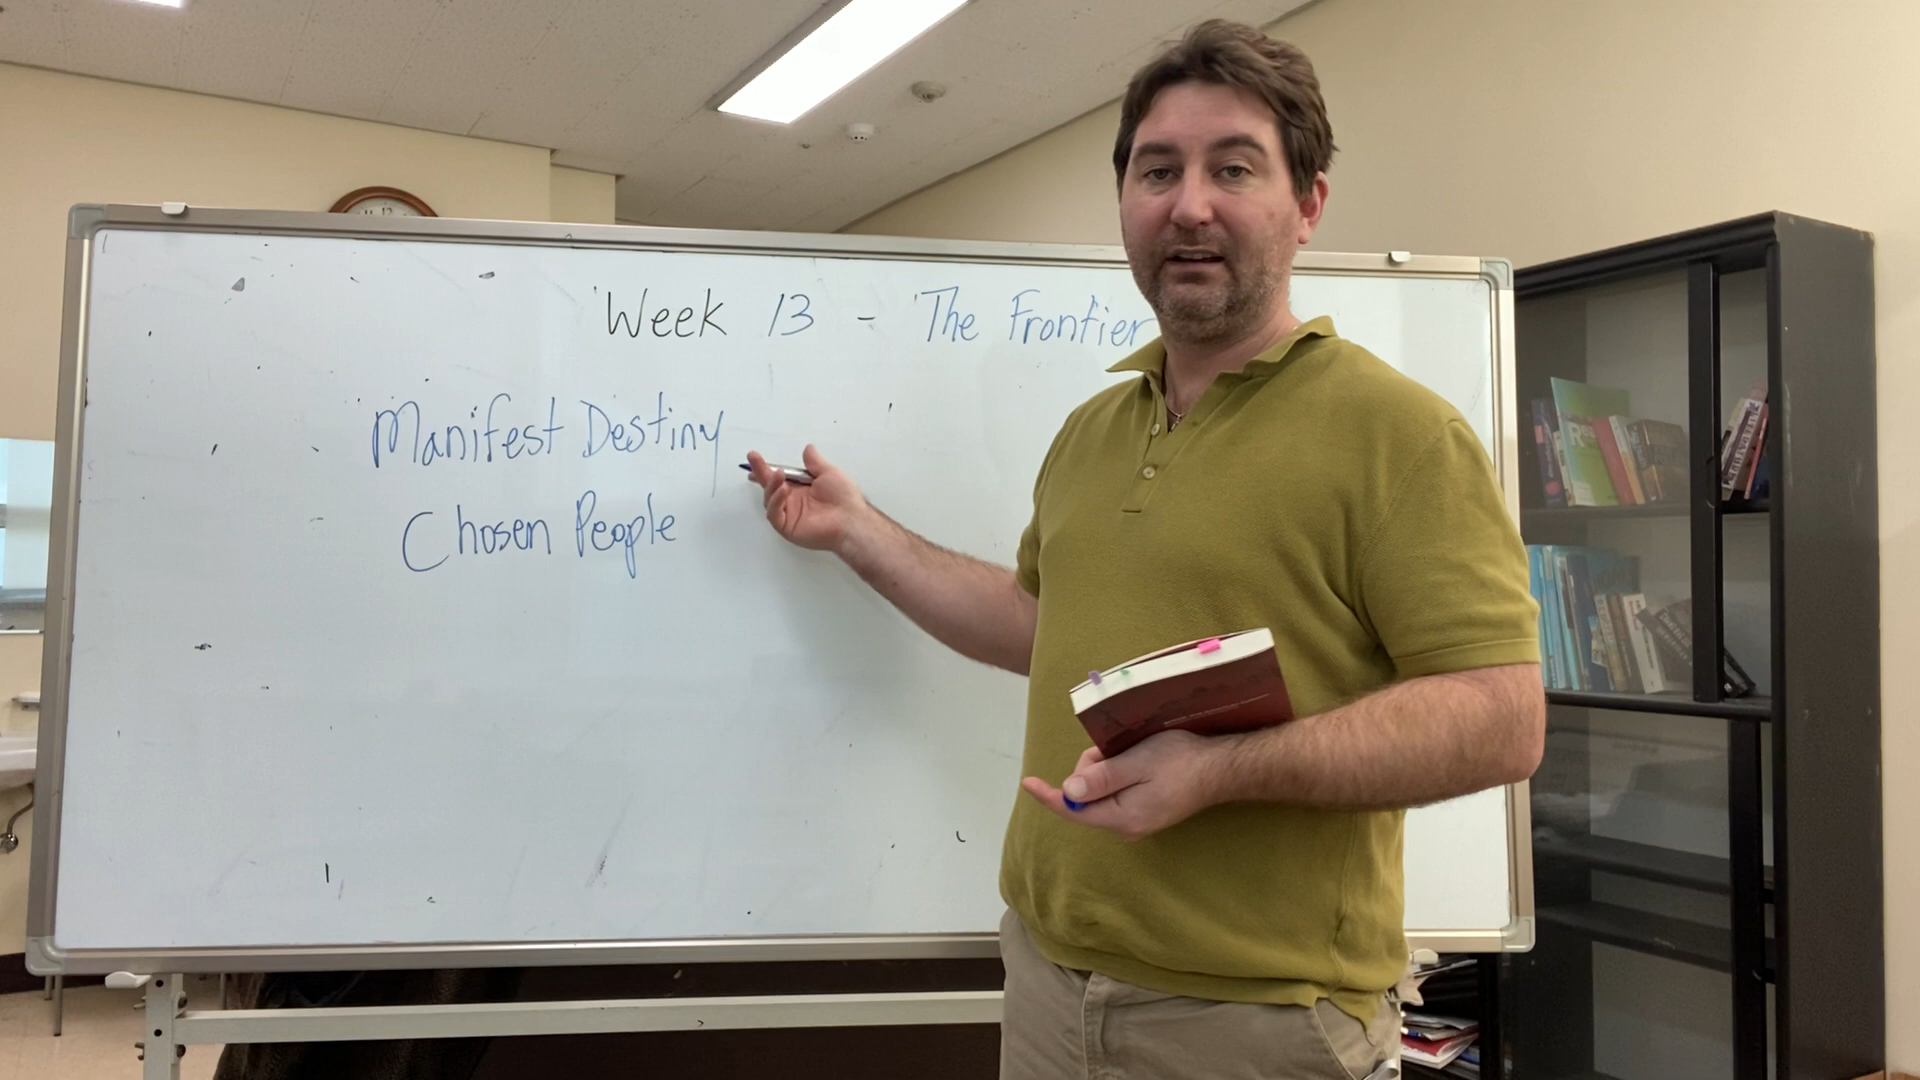 Week 13 - The Frontier
Manifest Destiny
Chosen People